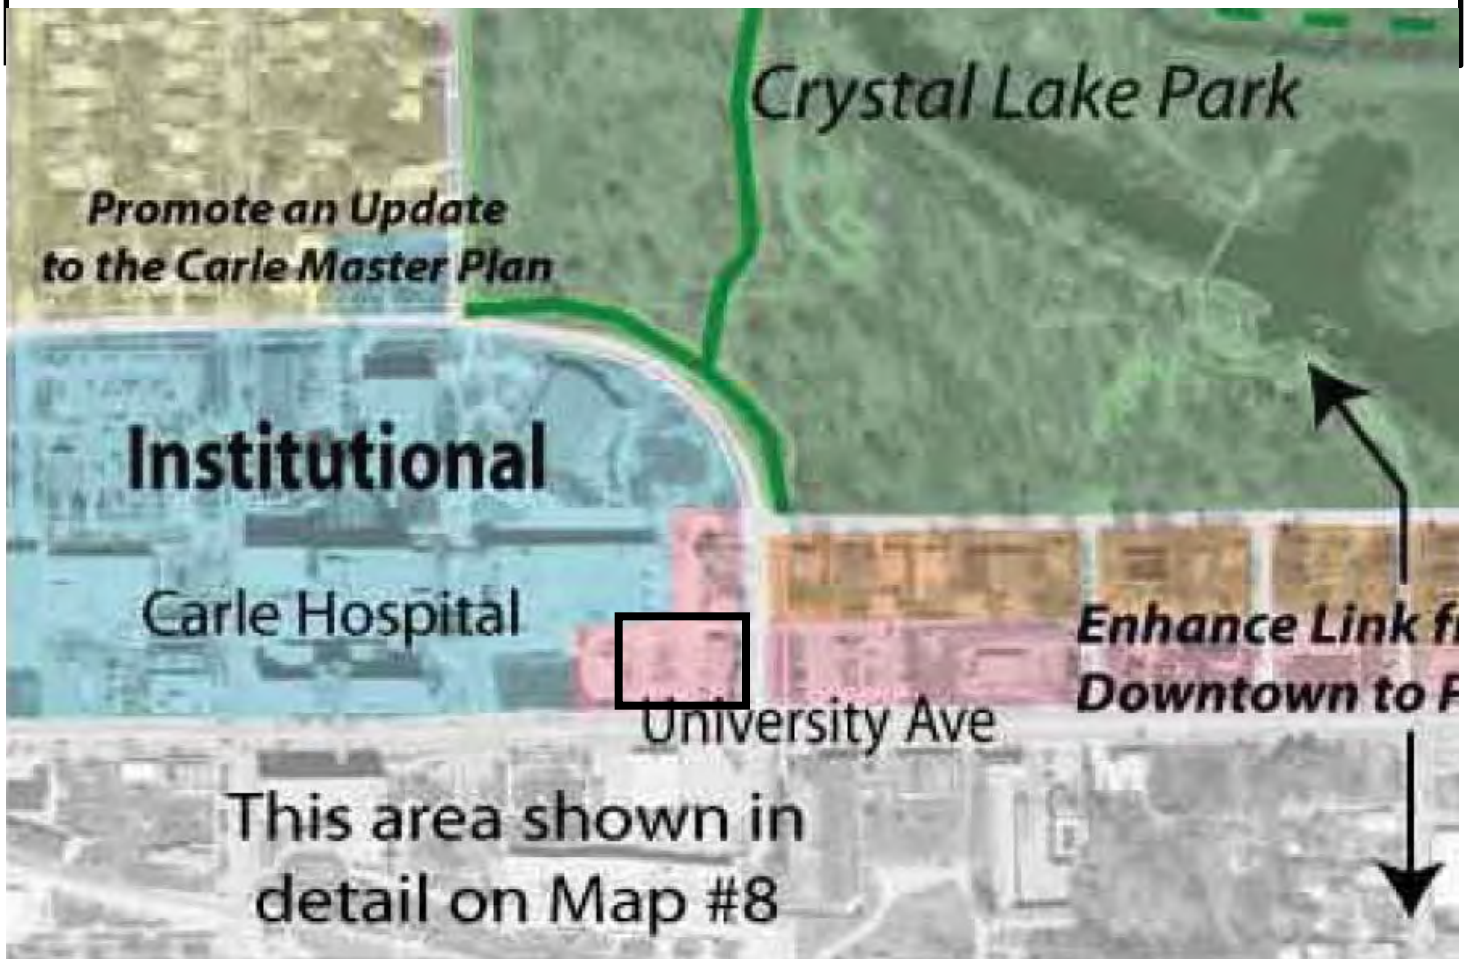 Crystal Lake Park
Promote an Update
to the Carle Master Plan
Institutional
Carle Hospital
Enhance Link fr
Downtown to P
University Ave
This area shown in
detail on Map #8